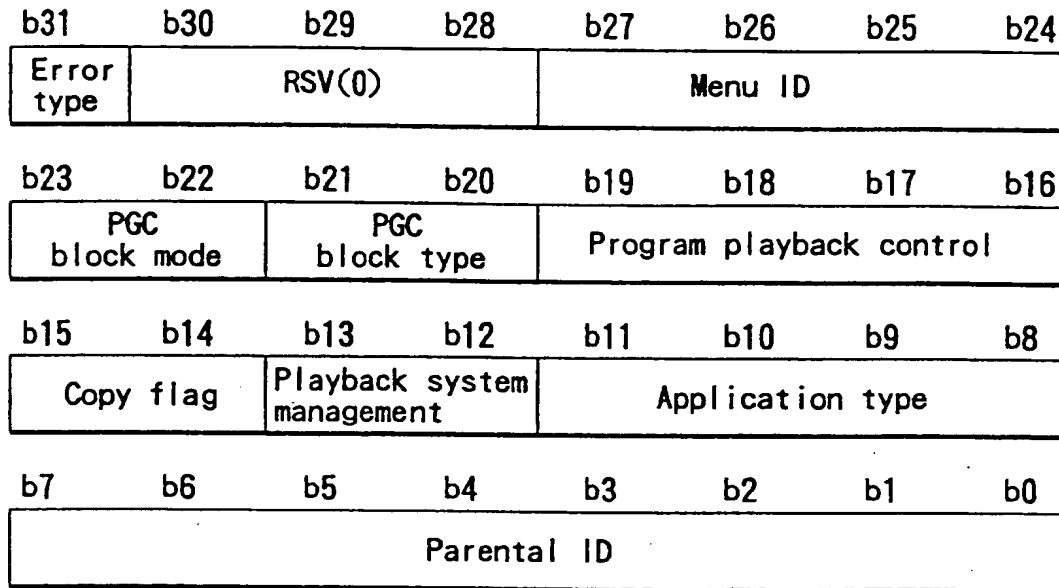 b31 b30 b29 b28 b27 b26 b25 b24
Error type
RSV(0)
Menu ID
b23 b22 b21 b20 b19 b18 b17 b16
PGC block mode
PGC block type
Program playback control
b15 b14 b13 b12 b11 b10 b9 b8
Copy flag
Playback system management
Application type
b7 b6 b5 b4 b3 b2 b1 b0
Parental ID